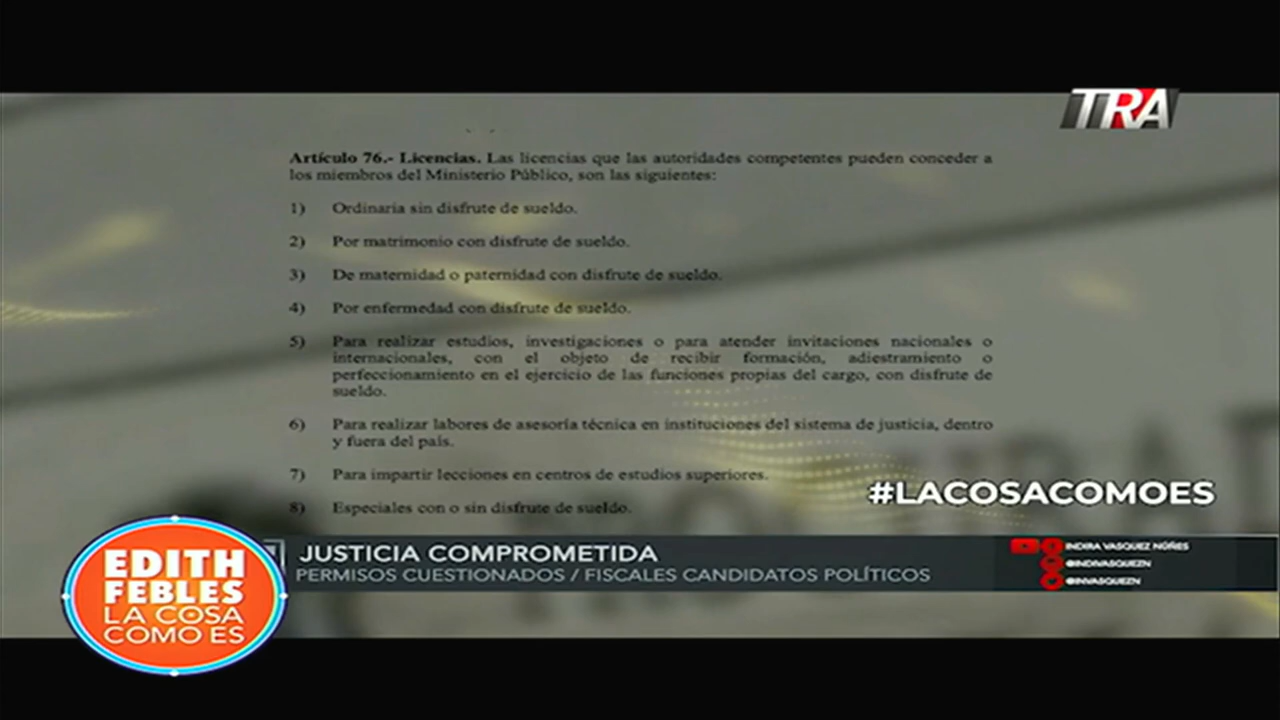 TRA
Artículo 76.- Licencias. Las licencias que las autoridades competentes pueden conceder a
los miembros del Ministerio Público, son las siguientes:
1) Ordinaria sin disfrute de sueldo.
2) Por matrimonio con disfrute de sueldo.
3) De maternidad o paternidad con disfrute de sueldo.
4) Por enfermedad con disfrute de sueldo.
5) Para realizar estudios, investigaciones o para atender invitaciones nacionales o
internacionales, con el objeto de recibir formación, adiestramiento o
perfeccionamiento en el ejercicio de las funciones propias del cargo, con disfrute de
sueldo.
6) Para realizar labores de asesoría técnica en instituciones del sistema de justicia, dentro
y fuera del país.
7) Para impartir lecciones en centros de estudios superiores.
8) Especiales con o sin disfrute de sueldo.
#LACOSACOMOES
JUSTICIA COMPROMETIDA
PERMISOS CUESTIONADOS / FISCALES CANDIDATOS POLÍTICOS
INDIRA VASQUEZ NÚÑES
@INDIVASQUEZN
@INVASQUEZN
EDITH
FEBLES
LA COSA
COMO ES